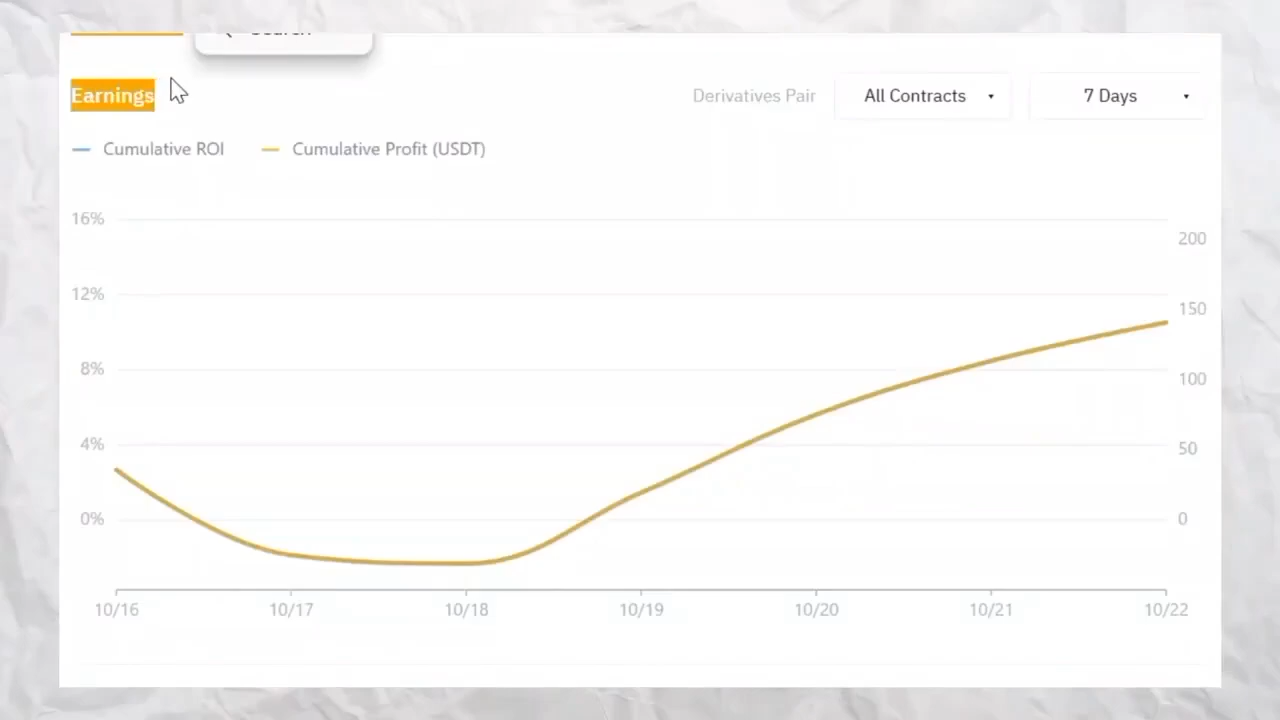 Search
Earnings
Derivatives Pair
All Contracts
7 Days
Cumulative ROI
Cumulative Profit (USDT)
16%
12%
8%
4%
0%
200
150
100
50
0
10/16
10/17
10/18
10/19
10/20
10/21
10/22